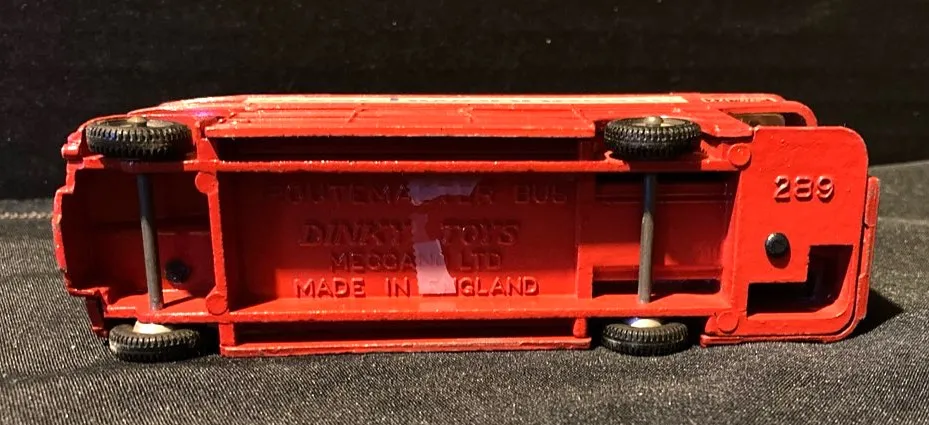 ROUTEMASTER BUS
DINKY TOYS
MECCANO LTD
MADE IN ENGLAND
289